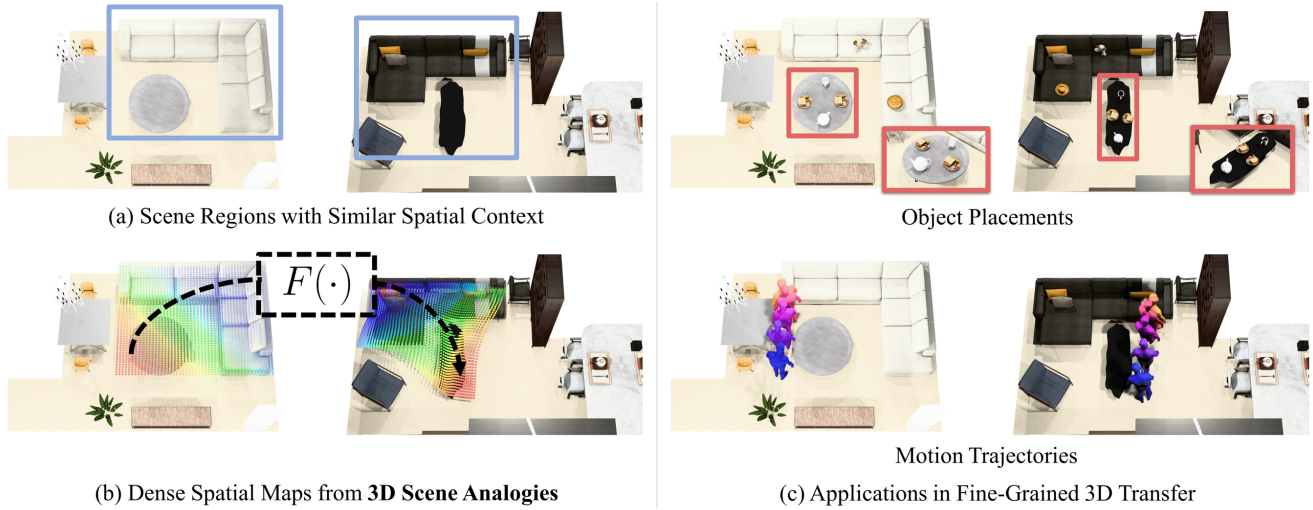 (a) Scene Regions with Similar Spatial Context
F(·)
(b) Dense Spatial Maps from 3D Scene Analogies
Object Placements
Motion Trajectories
(c) Applications in Fine-Grained 3D Transfer